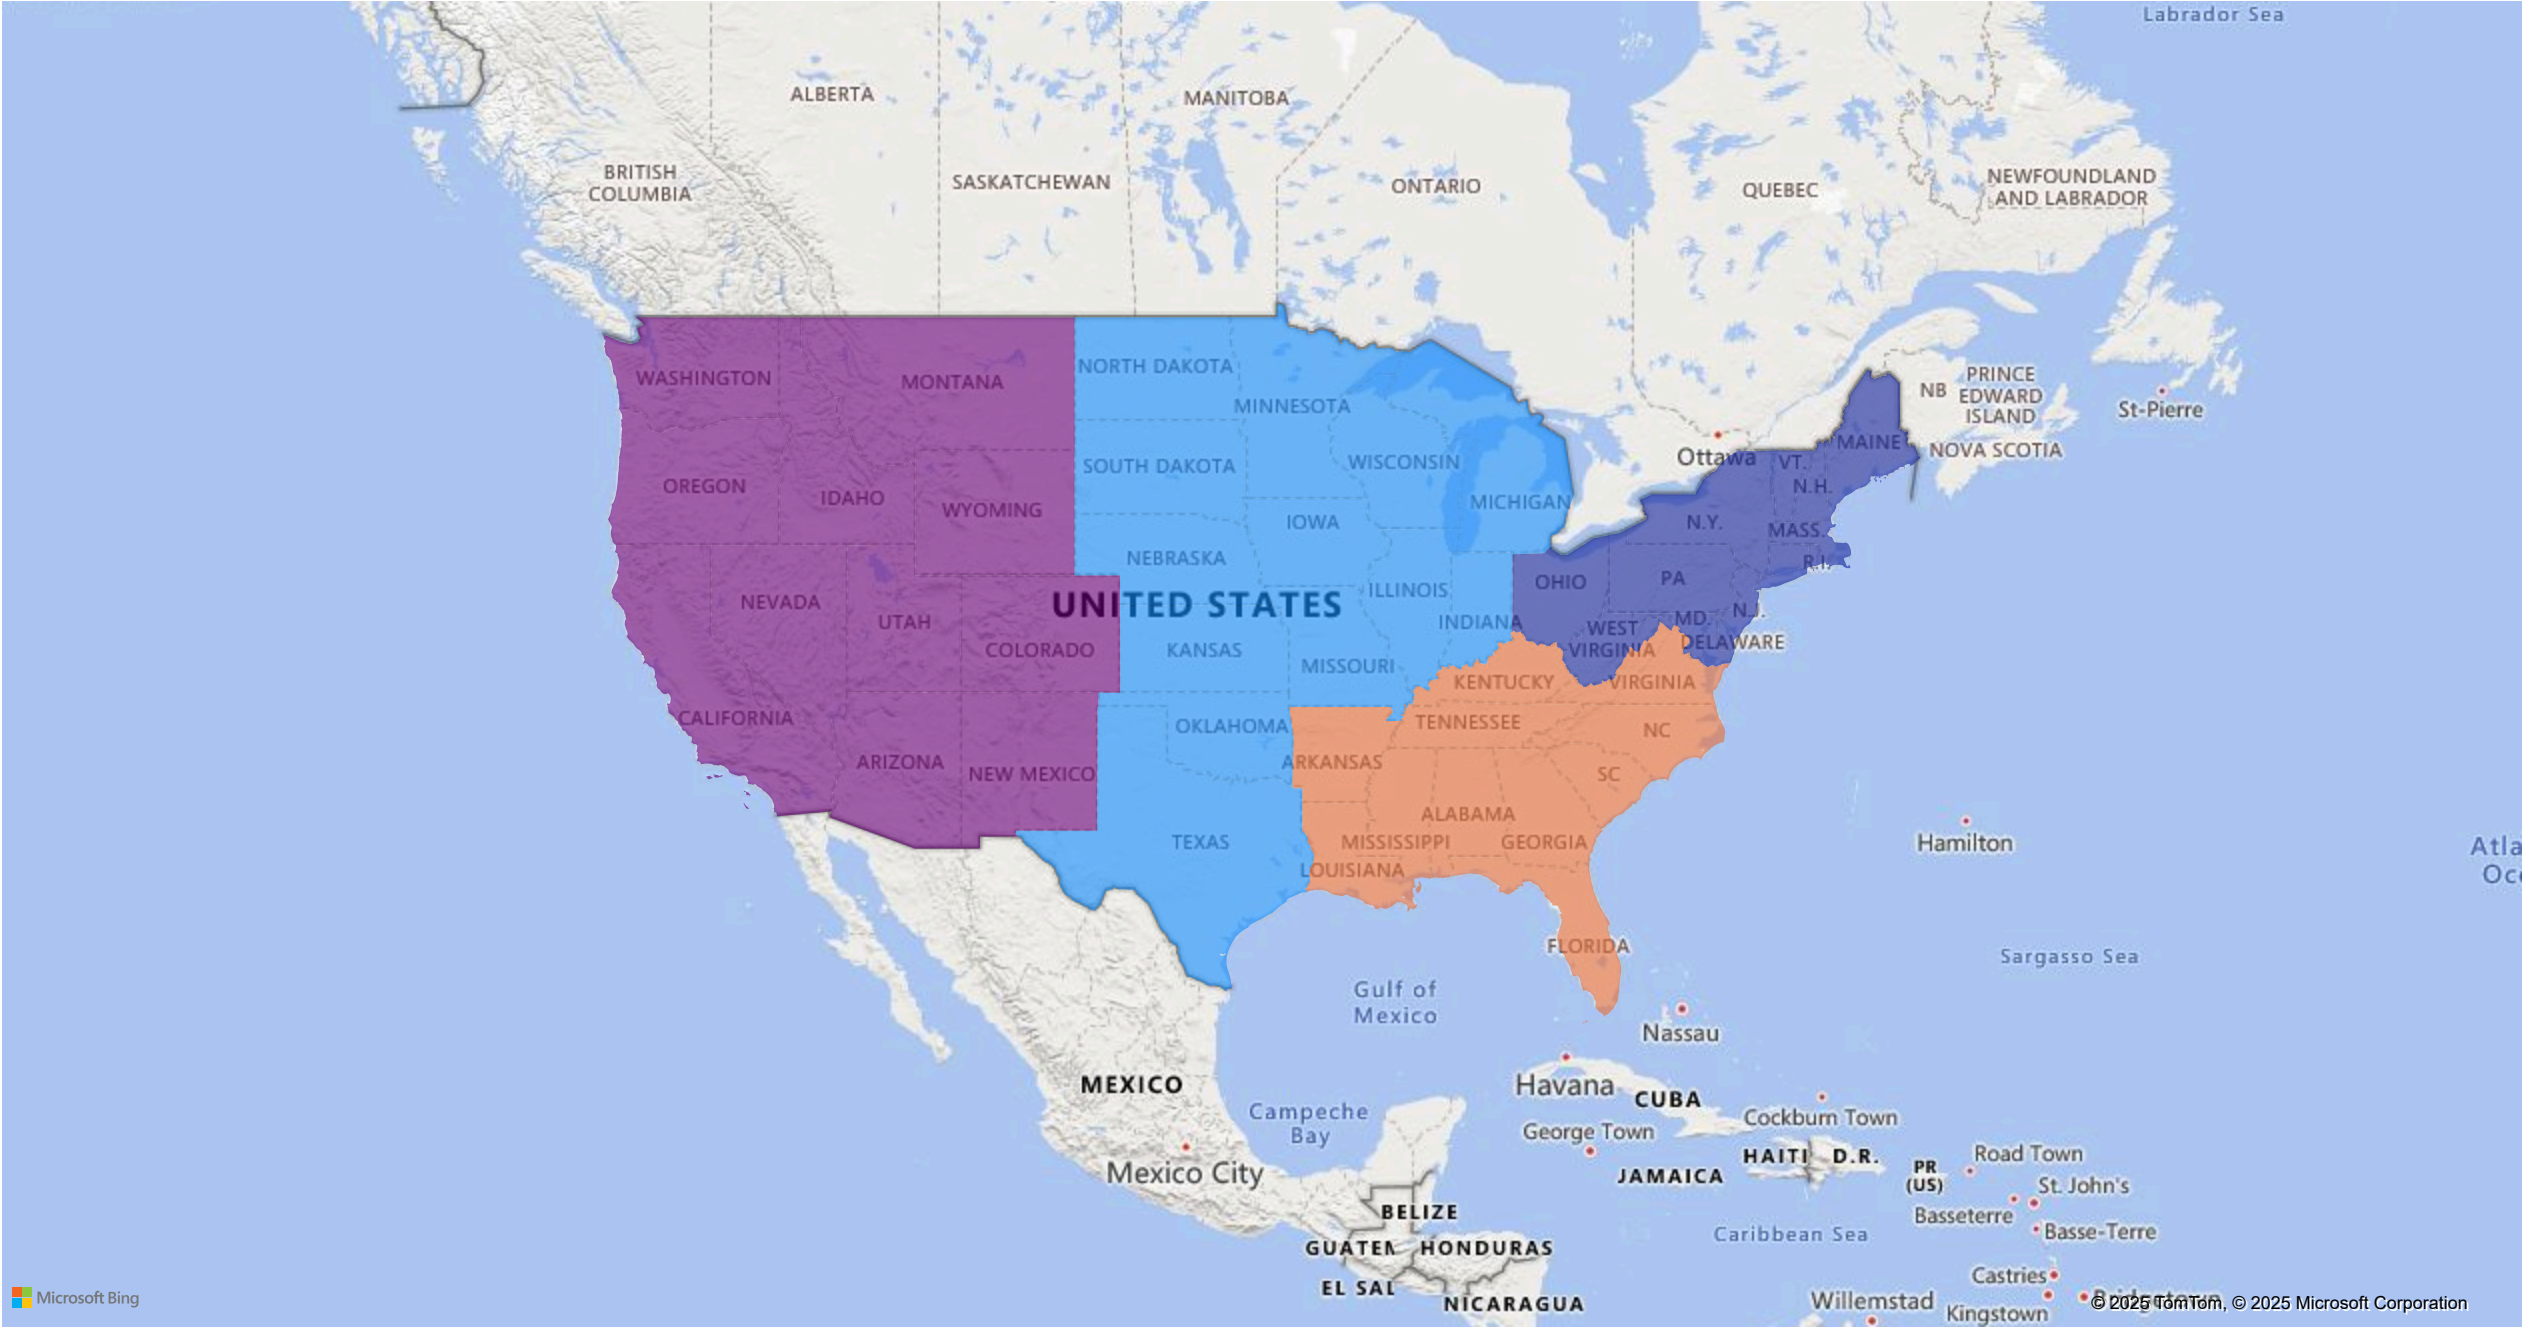 Labrador Sea
ALBERTA
MANITOBA
BRITISH
COLUMBIA
SASKATCHEWAN
ONTARIO
QUEBEC
NEWFOUNDLAND
AND LABRADOR
WASHINGTON
MONTANA
NORTH DAKOTA
MINNESOTA
NB
PRINCE
EDWARD
ISLAND
St-Pierre
Ottawa
MAINE
NOVA SCOTIA
VT.
N.H.
OREGON
IDAHO
WYOMING
SOUTH DAKOTA
WISCONSIN
MICHIGAN
IOWA
N.Y.
MASS.
R.I.
NEBRASKA
ILLINOIS
INDIANA
OHIO
PA
N.J.
MD.
DELAWARE
WEST
VIRGINIA
NEVADA
UTAH
COLORADO
UNITED STATES
KANSAS
MISSOURI
KENTUCKY
VIRGINIA
CALIFORNIA
ARIZONA
NEW MEXICO
OKLAHOMA
ARKANSAS
TENNESSEE
NC
SC
TEXAS
ALABAMA
MISSISSIPPI
GEORGIA
LOUISIANA
FLORIDA
Hamilton
Atla
Oc
Sargasso Sea
Gulf of
Mexico
Nassau
MEXICO
Havana
CUBA
Campeche
Bay
Cockburn Town
George Town
Mexico City
HAITI
D.R.
JAMAICA
PR
(US)
Road Town
St. John's
Basseterre
Basse-Terre
BELIZE
Caribbean Sea
GUATEM
HONDURAS
EL SAL
NICARAGUA
Castries
Willemstad
Kingstown
Bridgetown
Microsoft Bing
© 2025 TomTom, © 2025 Microsoft Corporation